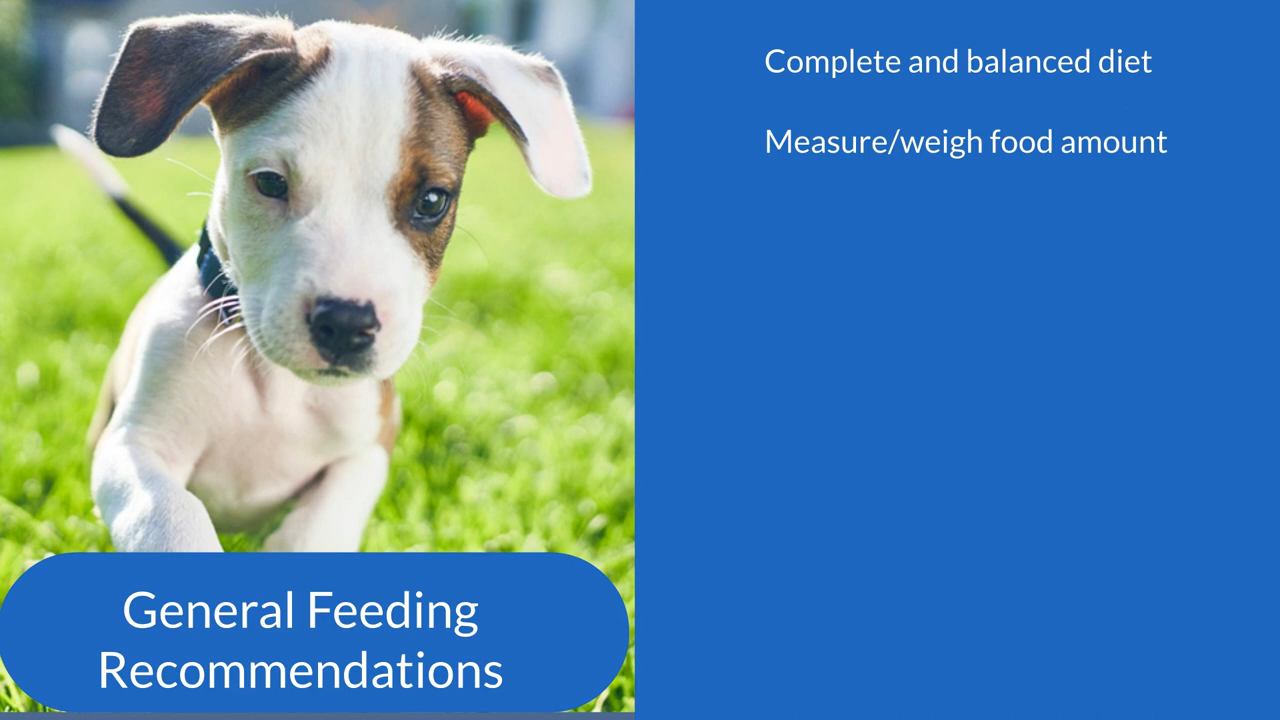 Complete and balanced diet
Measure/weigh food amount
General Feeding
Recommendations